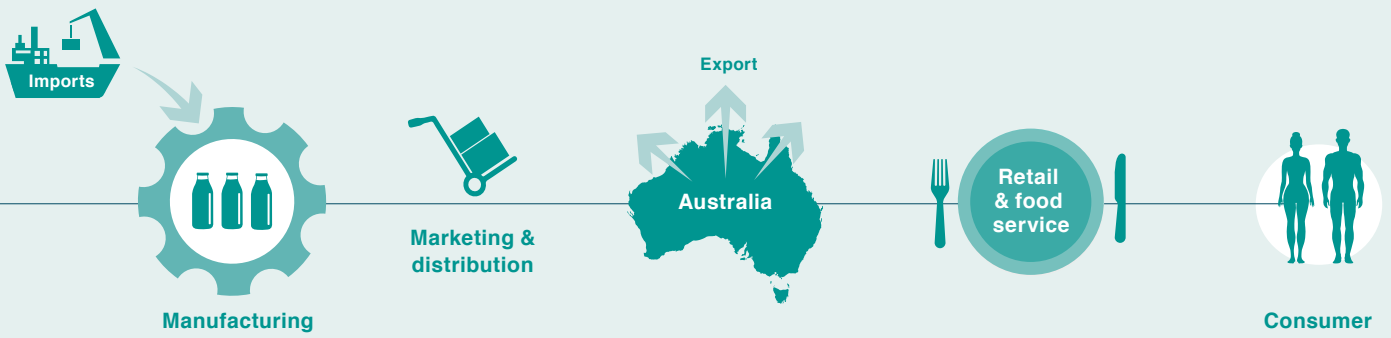 Imports
Manufacturing
Marketing &
distribution
Export
Australia
Retail
& food
service
Consumer